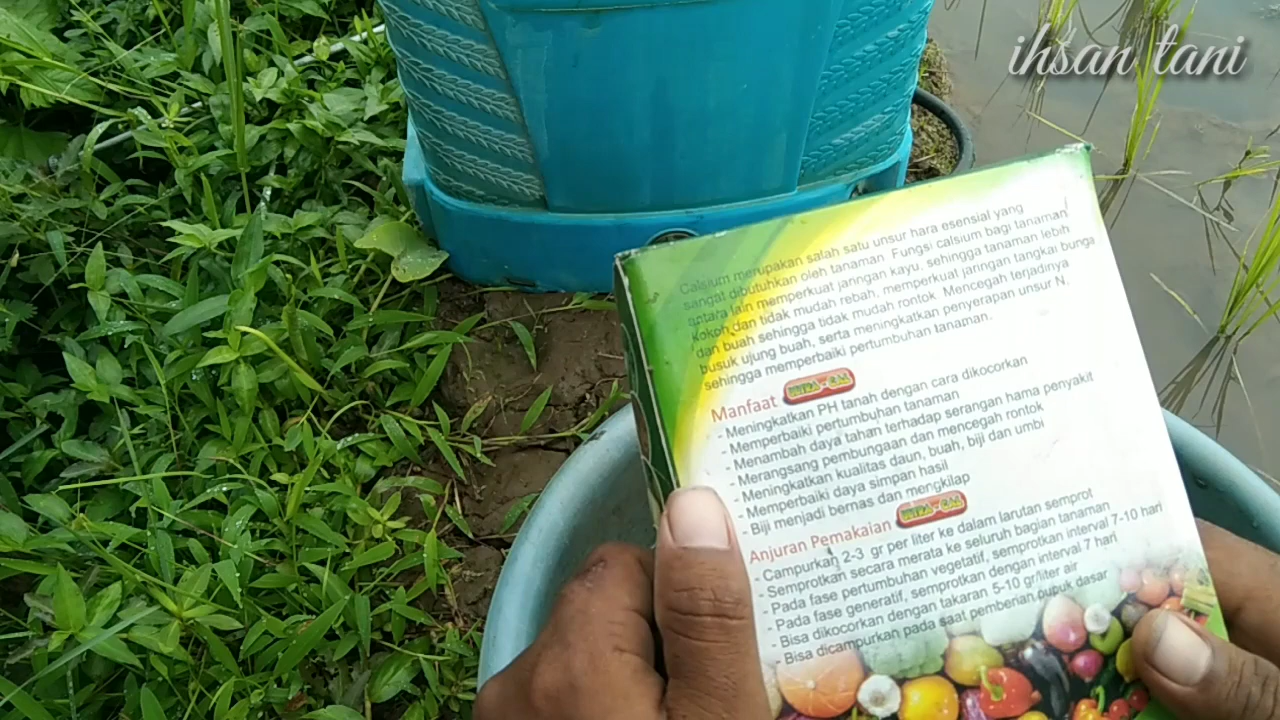 ihsan tani
Calsium merupakan salah satu unsur hara esensial yang
sangat dibutuhkan oleh tanaman. Fungsi calsium bagi tanaman
antara lain memperkuat jaringan kayu, sehingga tanaman lebih
kokoh dan tidak mudah rebah, memperkuat jaringan tangkai bunga
dan buah sehingga tidak mudah rontok. Mencegah terjadinya
busuk ujung buah, serta meningkatkan penyerapan unsur N,
sehingga memperbaiki pertumbuhan tanaman.
Manfaat
- Meningkatkan PH tanah dengan cara dikocorkan
- Memperbaiki pertumbuhan tanaman
- Menambah daya tahan terhadap serangan hama penyakit
- Merangsang pembungaan dan mencegah rontok
- Meningkatkan kualitas daun, buah, biji dan umbi
- Memperbaiki daya simpan hasil
- Biji menjadi bernas dan mengkilap
Anjuran Pemakaian
- Campurkan 2-3 gr per liter ke dalam larutan semprot
- Semprotkan secara merata ke seluruh bagian tanaman
- Pada fase pertumbuhan vegetatif, semprotkan interval 7-10 hari
- Pada fase generatif, semprotkan dengan interval 7 hari
- Bisa dikocorkan dengan takaran 5-10 gr/liter air
- Bisa dicampurkan pada saat pemberian pupuk dasar